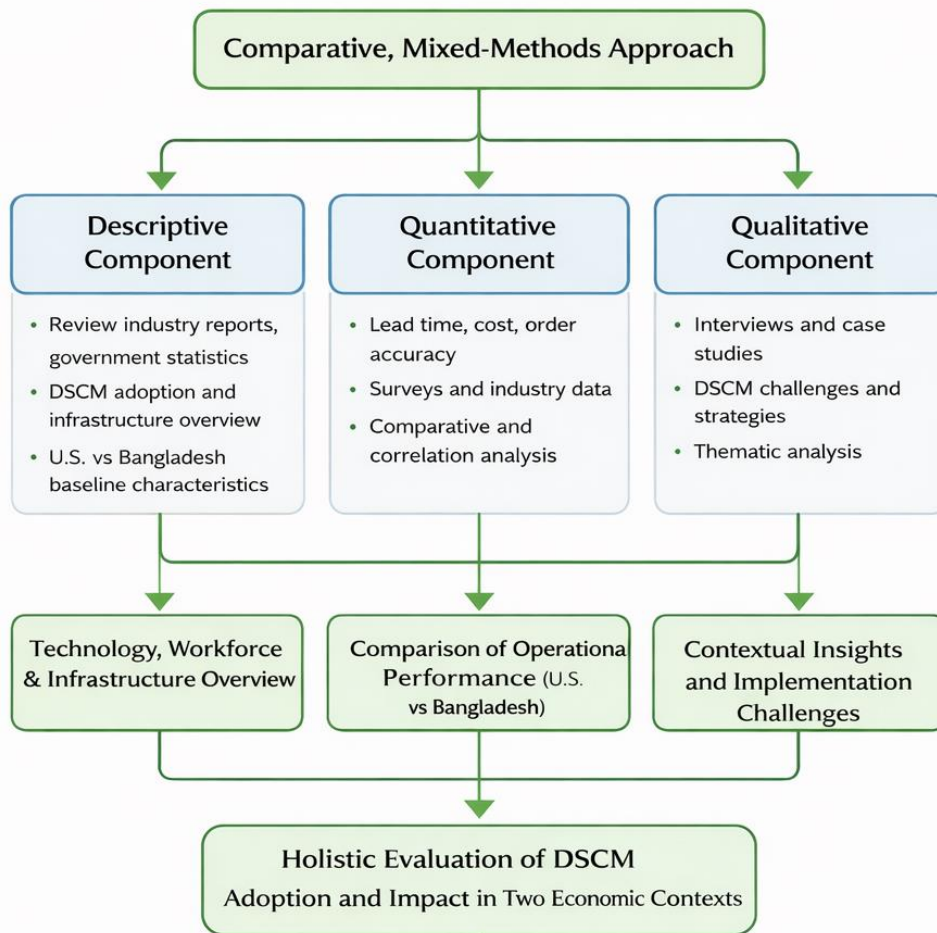 Comparative, Mixed-Methods Approach
Descriptive
Component
• Review industry reports,
government statistics
• DSCM adoption and
infrastructure overview
• U.S. vs Bangladesh
baseline characteristics
Quantitative
Component
• Lead time, cost, order
accuracy
• Surveys and industry data
• Comparative and
correlation analysis
Qualitative
Component
• Interviews and case
studies
• DSCM challenges and
strategies
• Thematic analysis
Technology, Workforce
& Infrastructure Overview
Comparison of Operationa
Performance (U.S.
vs Bangladesh)
Contextual Insights
and Implementation
Challenges
Holistic Evaluation of DSCM
Adoption and Impact in Two Economic Contexts